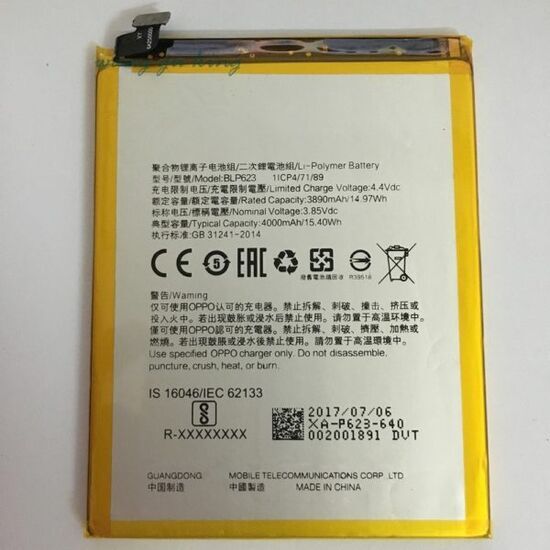 聚合物锂离子电池组/二次鋰電池組/Li-Polymer Battery
型号/型號/Model:BLP623 1ICP4/71/89
充电限制电压/充電限制電壓/Limited Charge Voltage:4.4Vdc
额定容量/額定容量/Rated Capacity:3890mAh/14.97Wh
标称电压/標稱電壓/Nominal Voltage:3.85Vdc
典型容量/Typical Capacity:4000mAh/15.40Wh
执行标准:GB 31241-2014
CE 5 EAC
廢舊電池請回收 R39518
警告/Warning
仅可使用OPPO认可的充电器。禁止拆解、刺破、撞击、挤压或
投入火中。若出现鼓胀或浸水后禁止使用。请勿置于高温环境中。
僅可使用OPPO認可的充電器。禁止拆解、刺破、擠壓、加熱或
燃燒。如出現鼓脹或浸水後禁止使用。請勿置於高溫環境中。
Use specified OPPO charger only. Do not disassemble,
puncture, crush, heat, or burn.
IS 16046/IEC 62133
R-XXXXXXXX
2017/07/06
XA-P623-640
002001891 DVT
GUANGDONG MOBILE TELECOMMUNICATIONS CORP., LTD
中国制造 中國製造 MADE IN CHINA